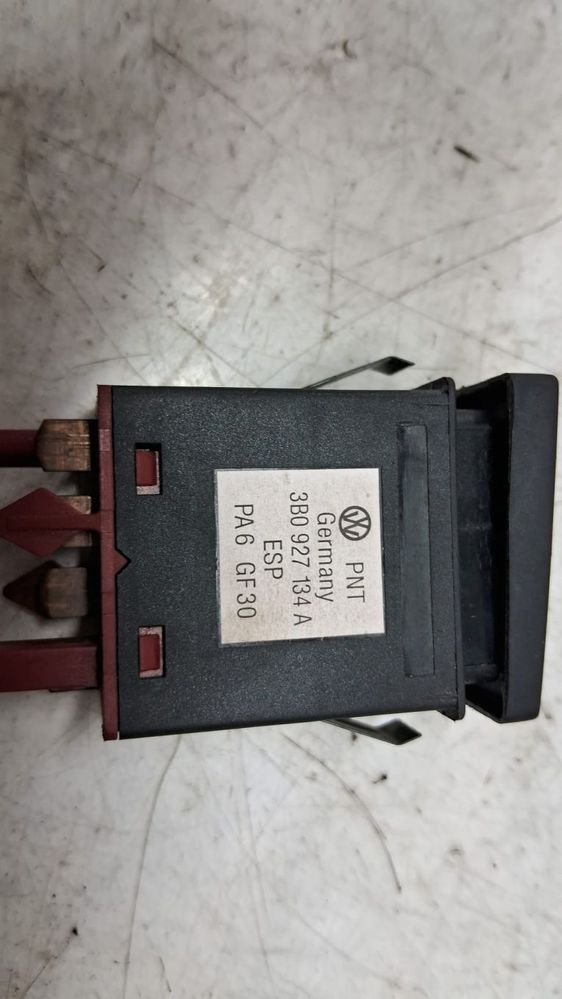 PNT
Germany
3B0 927 134 A
ESP
PA6 GF30